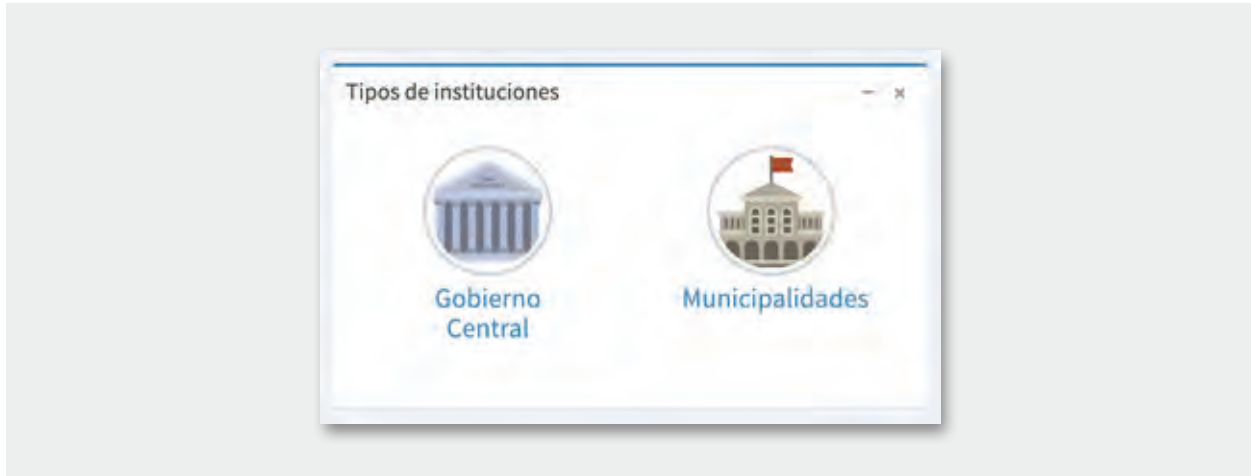 Tipos de instituciones
Gobierno
Central
Municipalidades